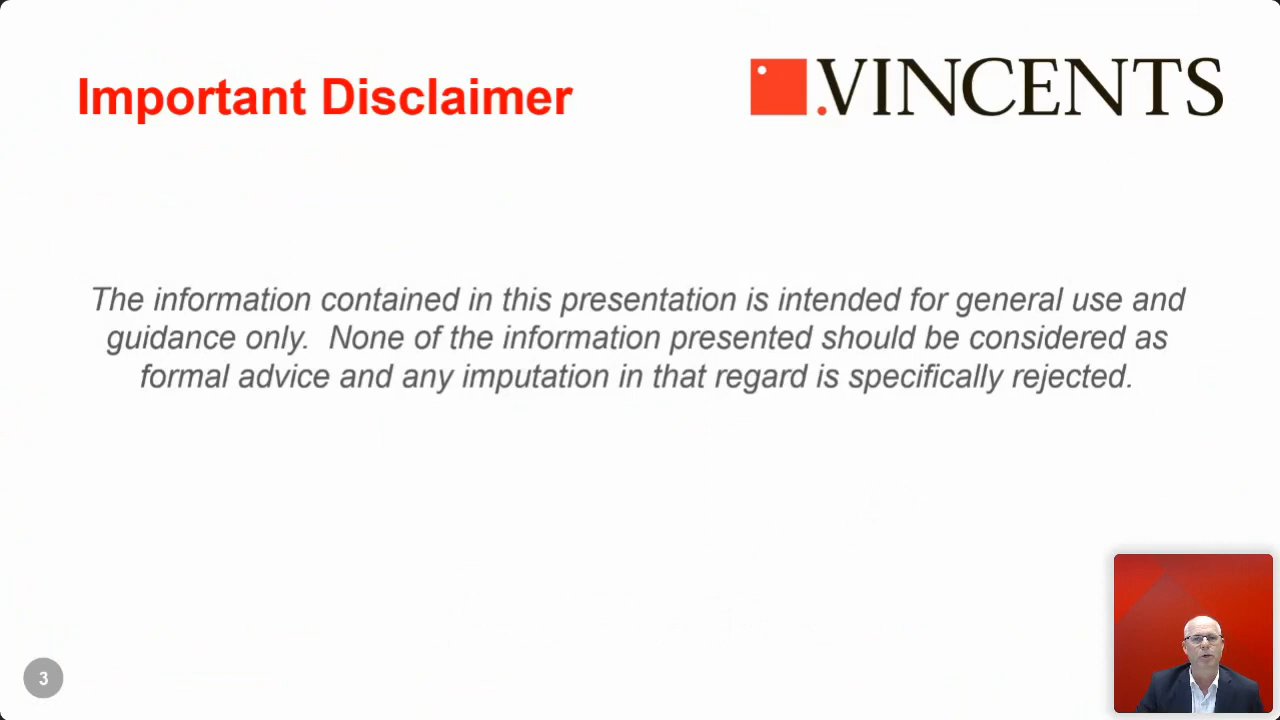 Important Disclaimer
.VINCENTS
The information contained in this presentation is intended for general use and
guidance only.  None of the information presented should be considered as
formal advice and any imputation in that regard is specifically rejected.
3